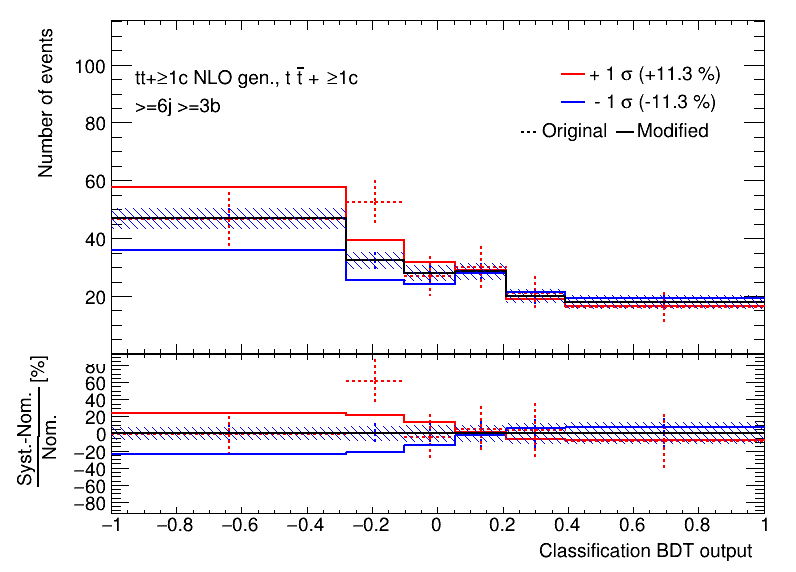 Number of events
100
80
60
40
20
tt+≥1c NLO gen., t t̄ + ≥1c
>=6j >=3b
+ 1 σ (+11.3 %)
- 1 σ (-11.3 %)
Original
Modified
Syst.-Nom. [%]
Nom.
80
60
40
20
0
−20
−40
−60
−80
−1 −0.8 −0.6 −0.4 −0.2 0 0.2 0.4 0.6 0.8 1
Classification BDT output